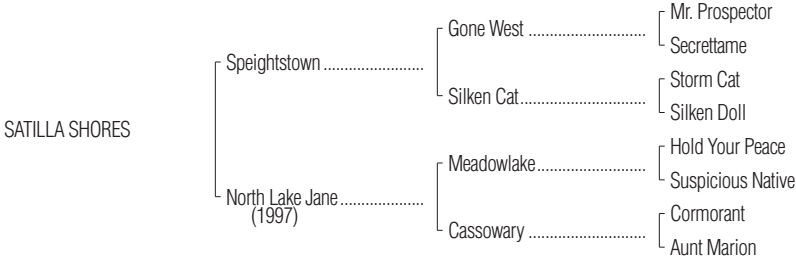 Mr. Prospector
Gone West ..............................
Secrettame
Speightstown ........................
Storm Cat
Silken Cat................................
Silken Doll
SATILLA SHORES
Hold Your Peace
Meadowlake............................
Suspicious Native
North Lake Jane ....................
(1997)
Cormorant
Cassowary ..............................
Aunt Marion